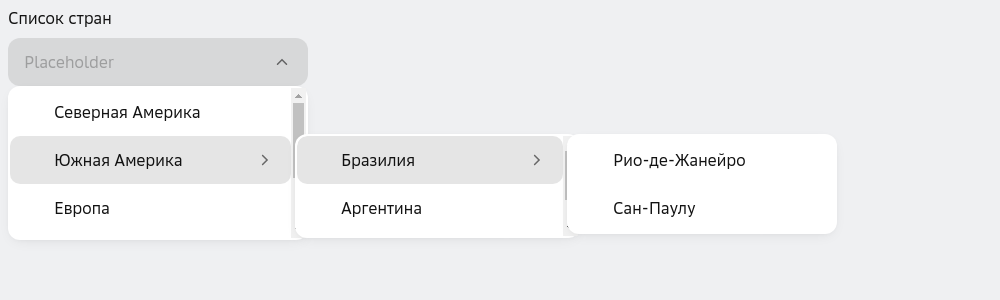 Список стран
Placeholder
Северная Америка
Южная Америка
Бразилия
Рио-де-Жанейро
Европа
Аргентина
Сан-Паулу